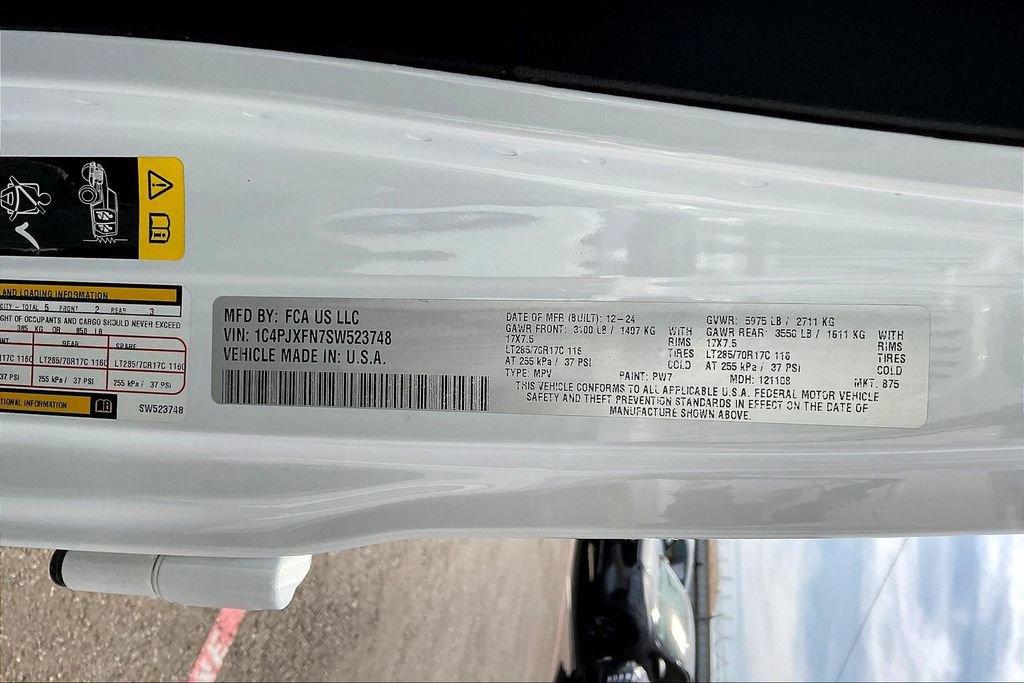 AND LOADING INFORMATION
CITY - TOTAL 5 FRONT 2 REAR 3
GHT OF OCCUPANTS AND CARGO SHOULD NEVER EXCEED
385 KG OR 850 LB
REAR SPARE
R17C 116Q LT285/70R17C 116Q LT285/70R17C 116Q
/ 37 PSI 255 kPa / 37 PSI 255 kPa / 37 PSI
TIONAL INFORMATION
SW523748
MFD BY: FCA US LLC
VIN: 1C4PJXFN7SW523748
VEHICLE MADE IN: U.S.A.
DATE OF MFR (BUILT): 12-24
GAWR FRONT: 3100 LB / 1407 KG WITH
17X7.5 RIMS
LT285/70R17C 116 TIRES
AT 255 kPa / 37 PSI COLD
TYPE: MPV PAINT: PW7
GVWR: 5975 LB / 2711 KG
GAWR REAR: 3550 LB / 1611 KG WITH
17X7.5 RIMS
LT285/70R17C 116 TIRES
AT 255 kPa / 37 PSI COLD
MDH: 121108 MKT: 875
THIS VEHICLE CONFORMS TO ALL APPLICABLE U.S.A. FEDERAL MOTOR VEHICLE
SAFETY AND THEFT PREVENTION STANDARDS IN EFFECT ON THE DATE OF
MANUFACTURE SHOWN ABOVE.